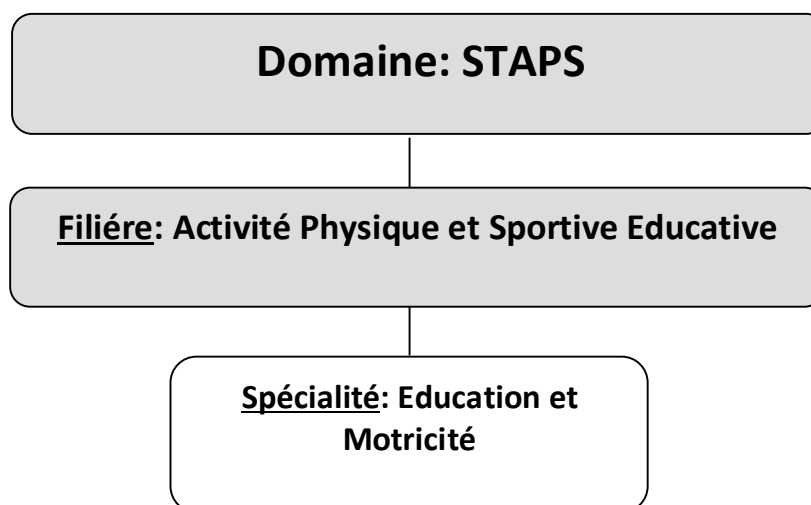 Domaine: STAPS
Filiére: Activité Physique et Sportive Educative
Spécialité: Education et
Motricité